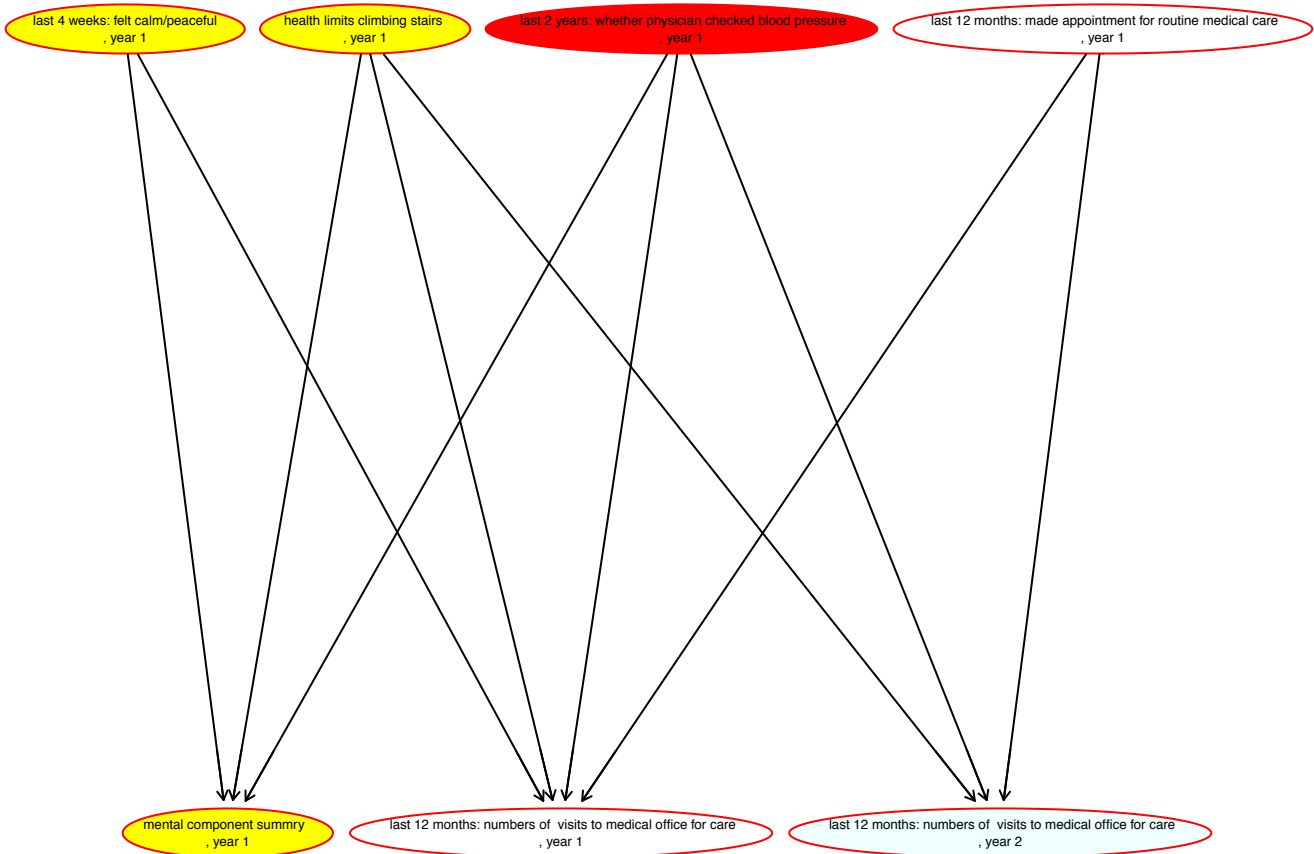 last 4 weeks: felt calm/peaceful
, year 1
health limits climbing stairs
, year 1
last 2 years: whether physician checked blood pressure
, year 1
last 12 months: made appointment for routine medical care
, year 1
mental component summry
, year 1
last 12 months: numbers of  visits to medical office for care
, year 1
last 12 months: numbers of  visits to medical office for care
, year 2